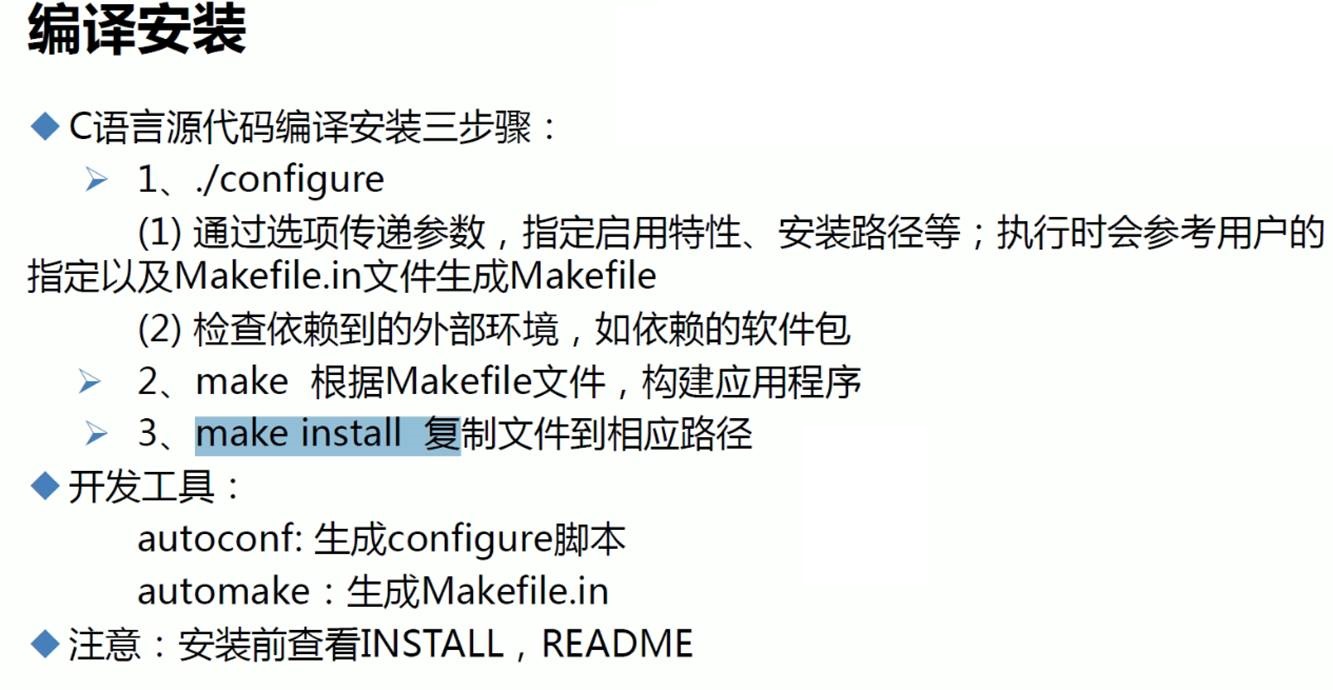 编译安装
C语言源代码编译安装三步骤：
1、./configure
(1) 通过选项传递参数，指定启用特性、安装路径等；执行时会参考用户的
指定以及Makefile.in文件生成Makefile
(2) 检查依赖到的外部环境，如依赖的软件包
2、make 根据Makefile文件，构建应用程序
3、make install 复制文件到相应路径
开发工具：
autoconf: 生成configure脚本
automake：生成Makefile.in
注意：安装前查看INSTALL，README